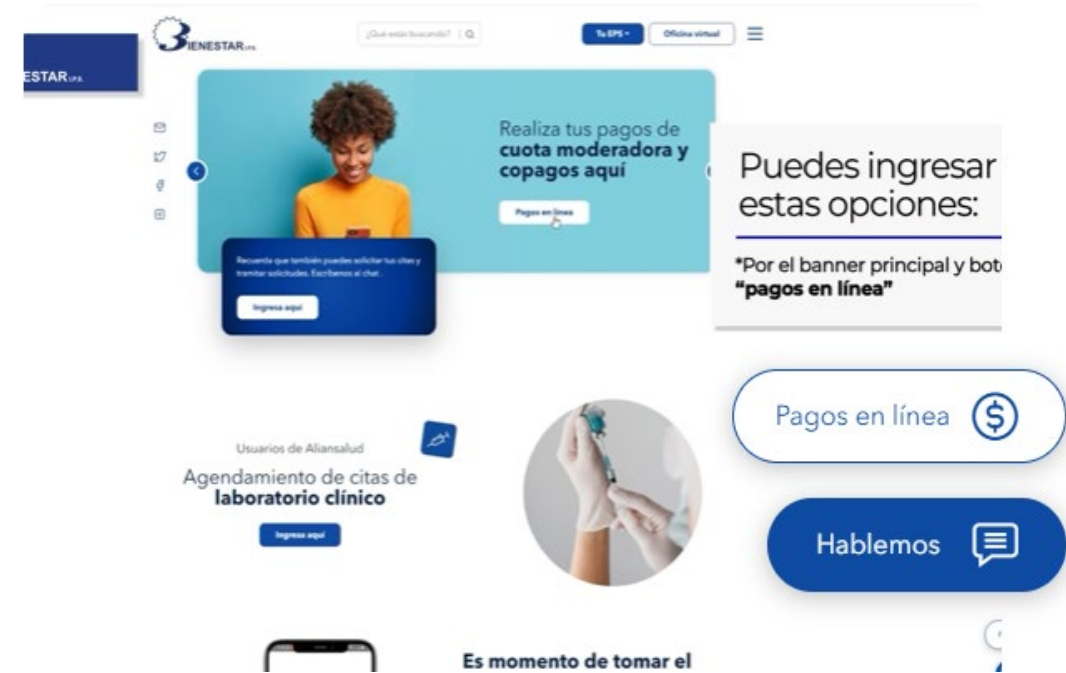 BIENESTAR I.P.S.
¿Qué estás buscando?
Tu EPS
Oficina virtual
ESTAR I.P.S.
Realiza tus pagos de
cuota moderadora y
copagos aquí
Pagos en línea
Recuerda que también puedes solicitar tus citas y
tramitar solicitudes. Escríbenos al chat .
Ingresa aquí
Puedes ingresar
estas opciones:
*Por el banner principal y bot
"pagos en línea”
Pagos en línea
Usuarios de Aliansalud
Agendamiento de citas de
laboratorio clínico
Ingresa aquí
Hablemos
Es momento de tomar el